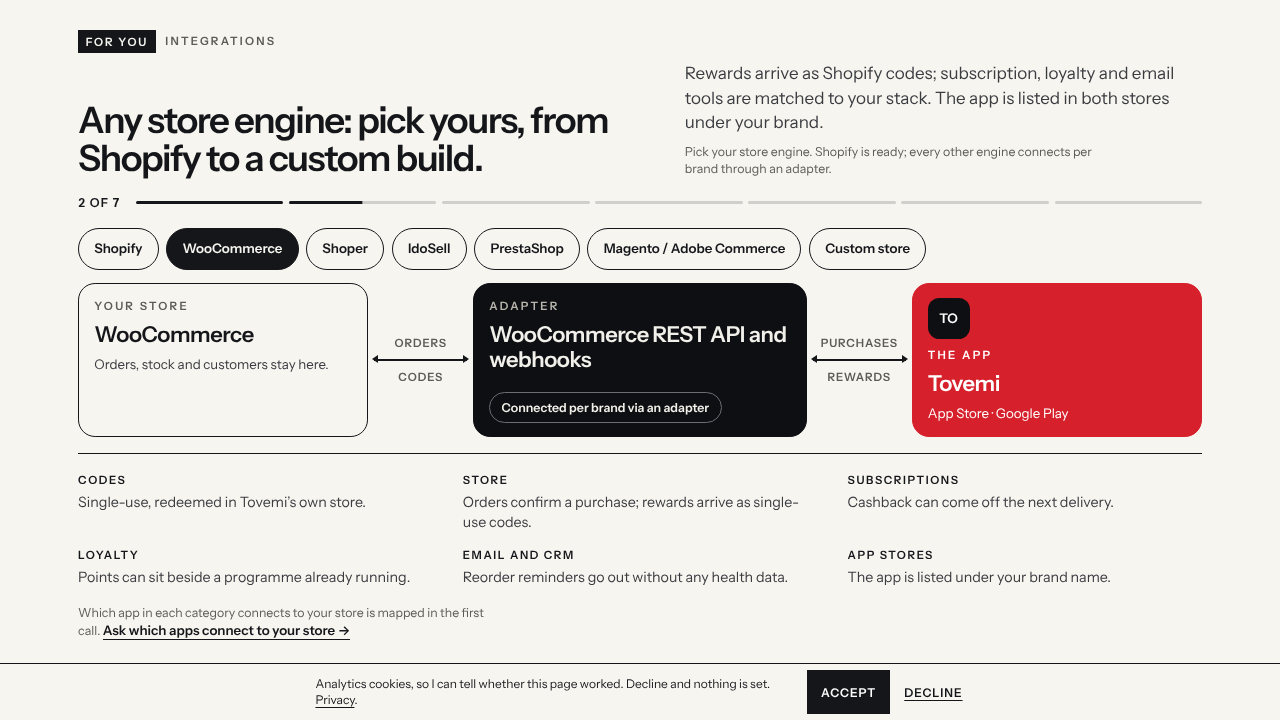 FOR YOU INTEGRATIONS
Any store engine: pick yours, from
Shopify to a custom build.
Rewards arrive as Shopify codes; subscription, loyalty and email
tools are matched to your stack. The app is listed in both stores
under your brand.
Pick your store engine. Shopify is ready; every other engine connects per
brand through an adapter.
2 OF 7
Shopify WooCommerce Shoper IdoSell PrestaShop Magento / Adobe Commerce Custom store
YOUR STORE
WooCommerce
Orders, stock and customers stay here.
ORDERS
CODES
ADAPTER
WooCommerce REST API and
webhooks
Connected per brand via an adapter
PURCHASES
REWARDS
TO
THE APP
Tovemi
App Store · Google Play
CODES
Single-use, redeemed in Tovemi's own store.
STORE
Orders confirm a purchase; rewards arrive as single-
use codes.
SUBSCRIPTIONS
Cashback can come off the next delivery.
LOYALTY
Points can sit beside a programme already running.
EMAIL AND CRM
Reorder reminders go out without any health data.
APP STORES
The app is listed under your brand name.
Which app in each category connects to your store is mapped in the first
call. Ask which apps connect to your store →
Analytics cookies, so I can tell whether this page worked. Decline and nothing is set.
Privacy.
ACCEPT DECLINE